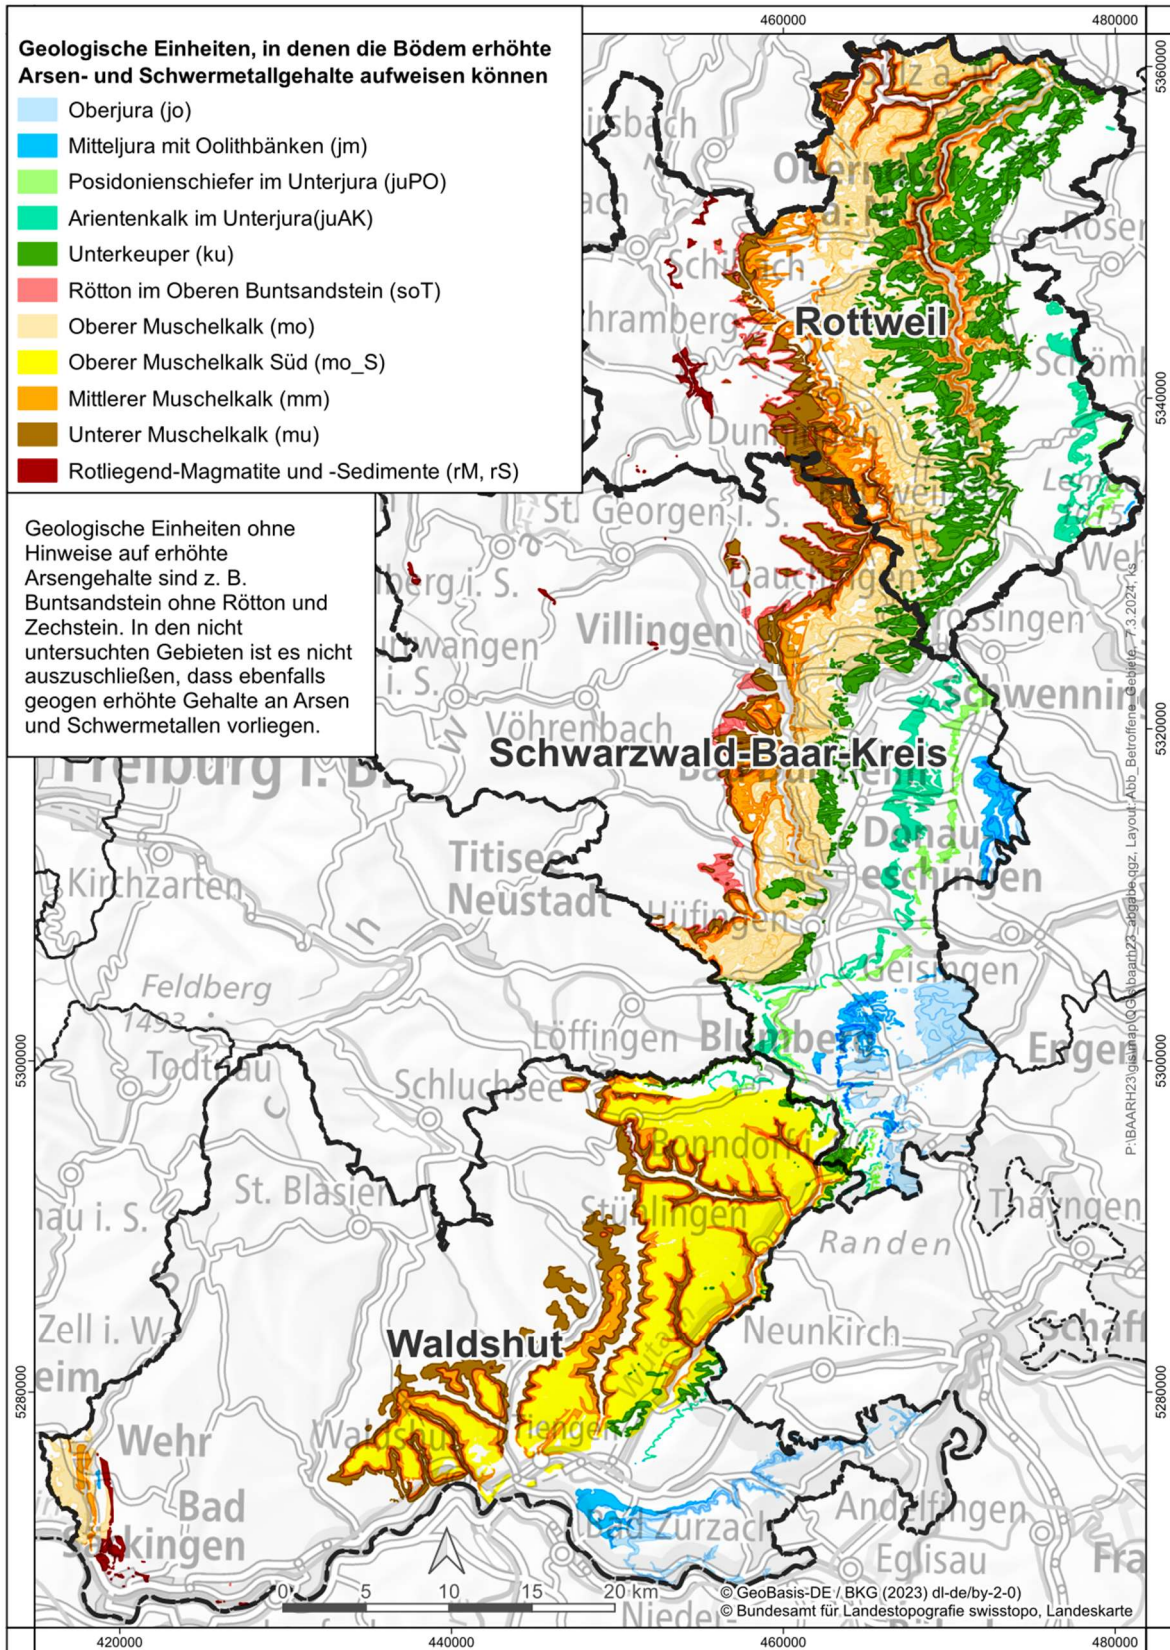 460000
480000
Geologische Einheiten, in denen die Bödem erhöhte
Arsen- und Schwermetallgehalte aufweisen können
Oberjura (jo)
Mitteljura mit Oolithbänken (jm)
Posidonienschiefer im Unterjura (juPO)
Arientenkalk im Unterjura(juAK)
Unterkeuper (ku)
Rötton im Oberen Buntsandstein (soT)
Oberer Muschelkalk (mo)
Oberer Muschelkalk Süd (mo_S)
Mittlerer Muschelkalk (mm)
Unterer Muschelkalk (mu)
Rotliegend-Magmatite und -Sedimente (rM, rS)
Geologische Einheiten ohne
Hinweise auf erhöhte
Arsengehalte sind z. B.
Buntsandstein ohne Rötton und
Zechstein. In den nicht
untersuchten Gebieten ist es nicht
auszuschließen, dass ebenfalls
geogen erhöhte Gehalte an Arsen
und Schwermetallen vorliegen.
5360000
Rottweil
5340000
St. Georgen i. S.
Villingen
Vöhrenbach
5320000
Schwarzwald-Baar-Kreis
Freiburg i. B.
Donau-
eschingen
Kirchzarten
Titisee
Neustadt
Hüfingen
Geisingen
Feldberg
1493
Löffingen
Blumberg
Engen
5300000
5300000
Todtnau
Schluchsee
Bonndorf
St. Blasien
Stühlingen
Thayngen
Randen
Zell i. W.
Waldshut
Neunkirch
5280000
5280000
Wehr
Waldshut
Tiengen
Bad
Säckingen
Bad Zurzach
Andelfingen
Eglisau
0 5 10 15 20 km
© GeoBasis-DE / BKG (2023) dl-de/by-2-0)
© Bundesamt für Landestopografie swisstopo, Landeskarte
420000
440000
460000
480000